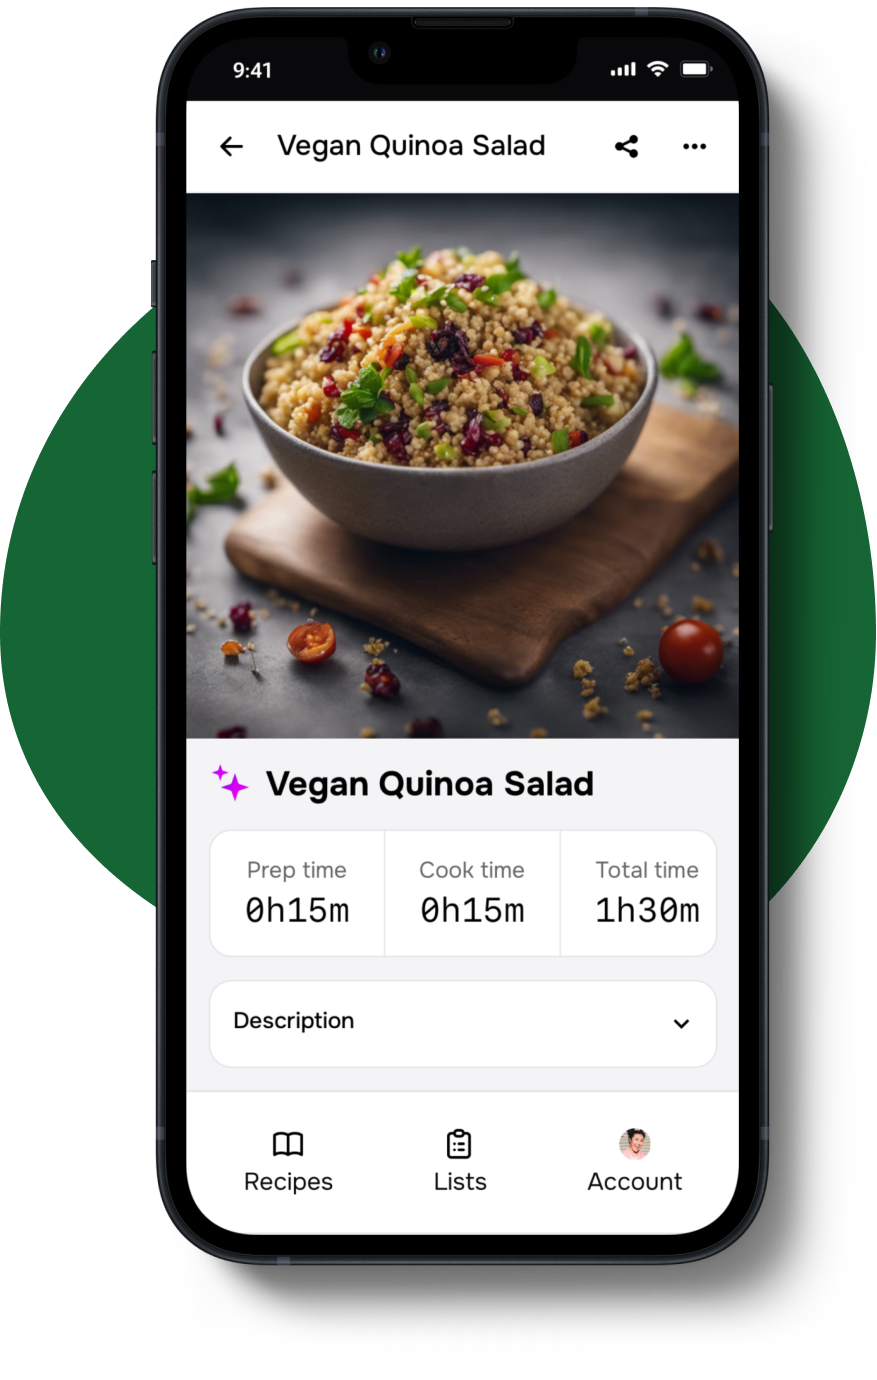 9:41
Vegan Quinoa Salad
Vegan Quinoa Salad
Prep time Cook time Total time
0h15m 0h15m 1h30m
Description
Recipes Lists Account